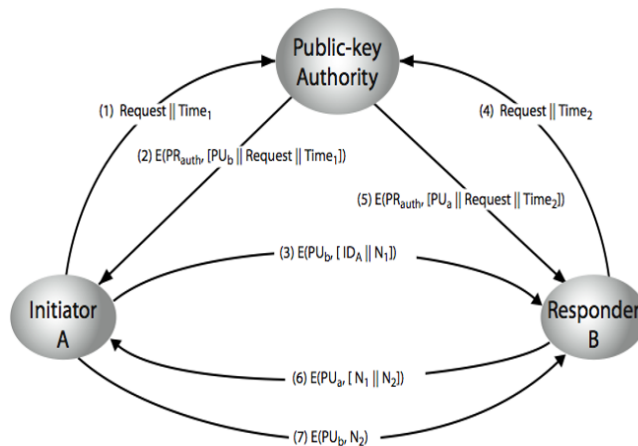 Public-key
Authority
(1) Request || Time₁
(4) Request || Time₂
(2) E(PRauth, [PUb || Request || Time₁])
(5) E(PRauth, [PUa || Request || Time₂])
(3) E(PUb, [ IDA || N₁])
Initiator
A
Responder
B
(6) E(PUa, [ N₁ || N₂])
(7) E(PUb, N₂)